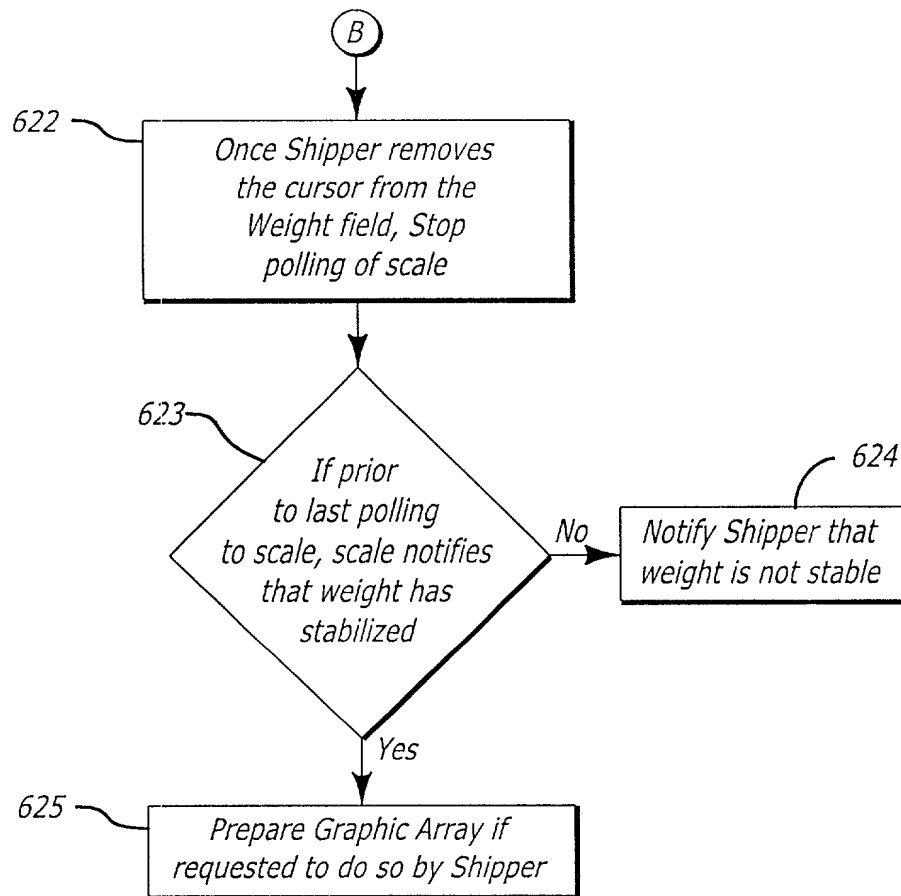 B
622
Once Shipper removes
the cursor from the
Weight field, Stop
polling of scale
623
If prior
to last polling
to scale, scale notifies
that weight has
stabilized
No
624
Notify Shipper that
weight is not stable
Yes
625
Prepare Graphic Array if
requested to do so by Shipper